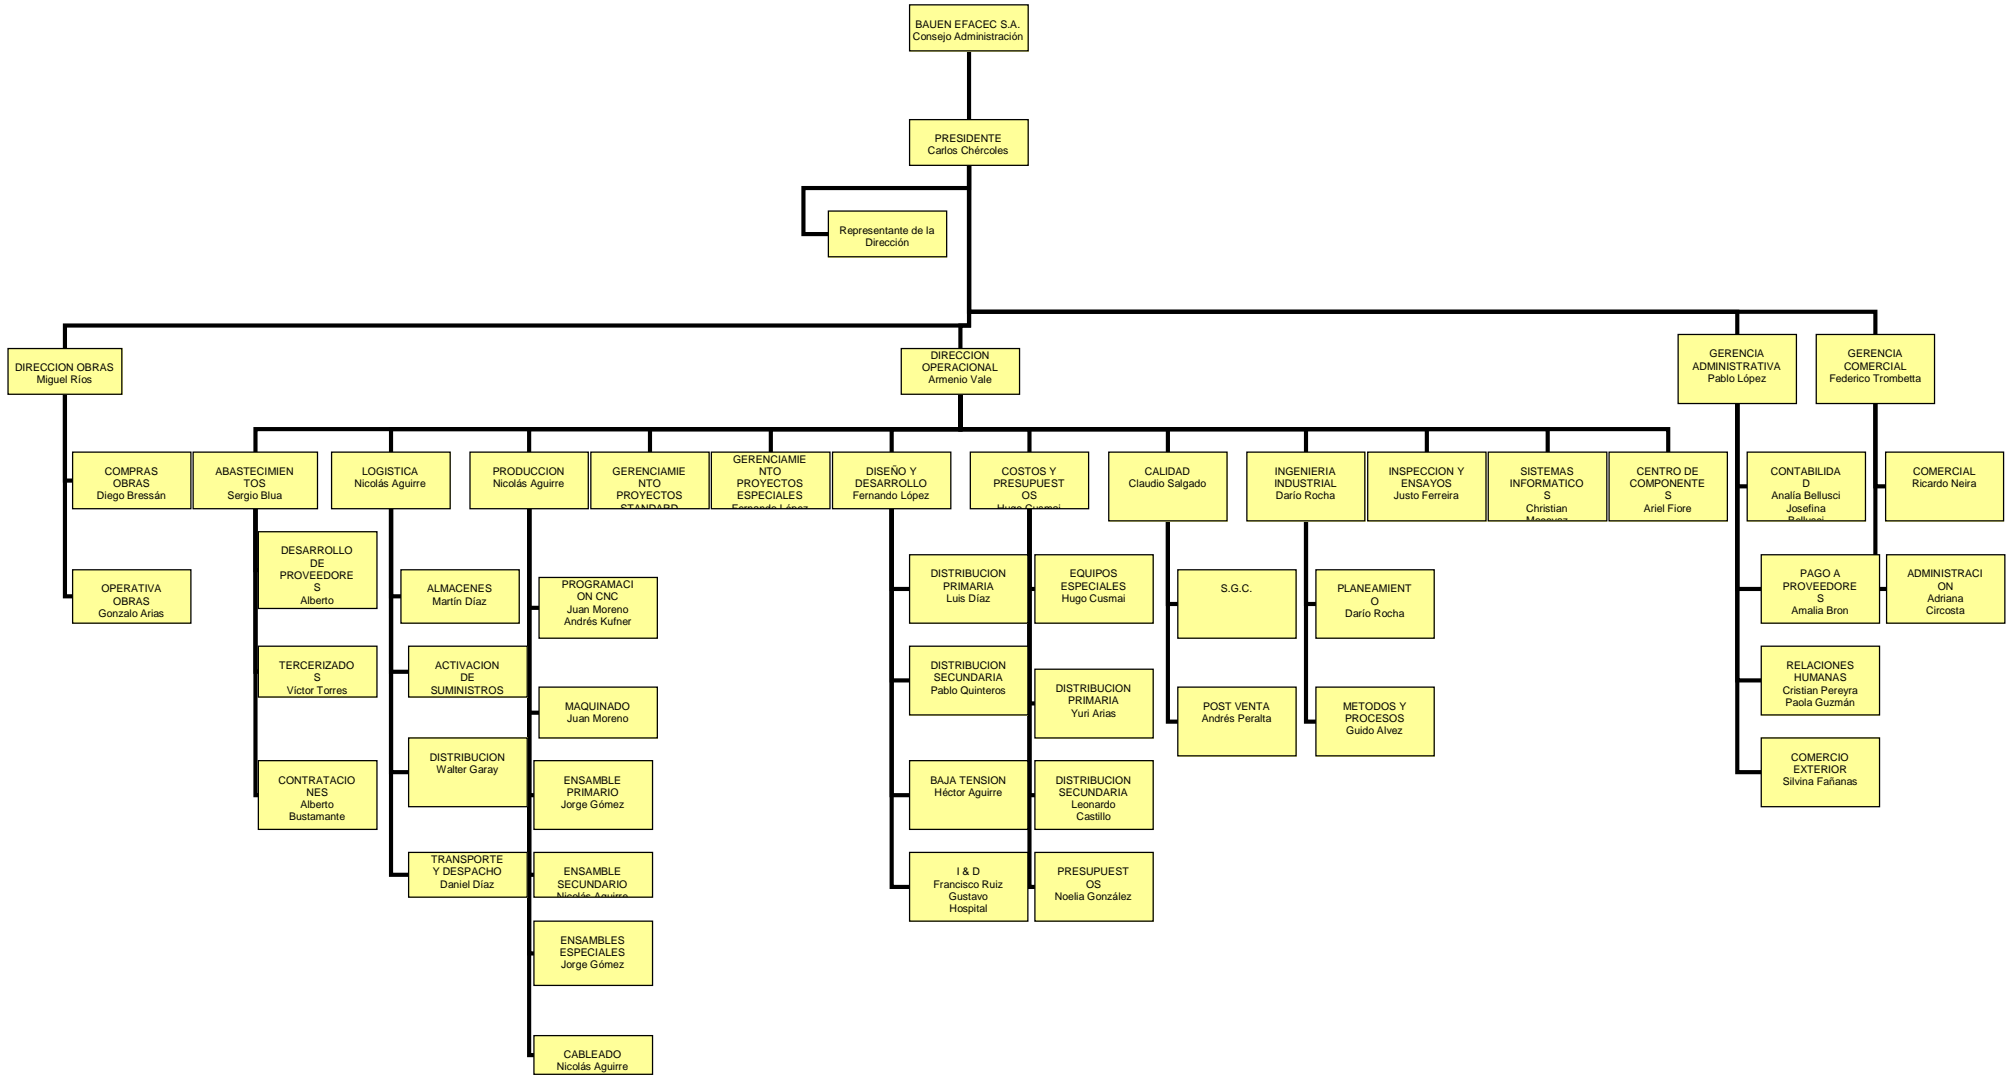 BAUEN EFACEC S.A.
Consejo Administración
PRESIDENTE
Carlos Chércoles
Representante de la
Dirección
DIRECCION OBRAS
Miguel Ríos
DIRECCION
OPERACIONAL
Armenio Vale
GERENCIA
ADMINISTRATIVA
Pablo López
GERENCIA
COMERCIAL
Federico Trombetta
COMPRAS
OBRAS
Diego Bressán
ABASTECIMIEN
TOS
Sergio Blua
LOGISTICA
Nicolás Aguirre
PRODUCCION
Nicolás Aguirre
GERENCIAMIE
NTO
PROYECTOS
STANDARD
GERENCIAMIE
NTO
PROYECTOS
ESPECIALES
Fernando López
DISEÑO Y
DESARROLLO
Fernando López
COSTOS Y
PRESUPUEST
OS
Hugo Cusmai
CALIDAD
Claudio Salgado
INGENIERIA
INDUSTRIAL
Darío Rocha
INSPECCION Y
ENSAYOS
Justo Ferreira
SISTEMAS
INFORMATICO
S
Christian
CENTRO DE
COMPONENTE
S
Ariel Fiore
CONTABILIDA
D
Analía Bellusci
Josefina
Bellusci
COMERCIAL
Ricardo Neira
OPERATIVA
OBRAS
Gonzalo Arias
DESARROLLO
DE
PROVEEDORE
S
Alberto
TERCERIZADO
S
Víctor Torres
CONTRATACIO
NES
Alberto
Bustamante
ALMACENES
Martín Díaz
ACTIVACION
DE
SUMINISTROS
DISTRIBUCION
Walter Garay
TRANSPORTE
Y DESPACHO
Daniel Díaz
PROGRAMACI
ON CNC
Juan Moreno
Andrés Kufner
MAQUINADO
Juan Moreno
ENSAMBLE
PRIMARIO
Jorge Gómez
ENSAMBLE
SECUNDARIO
Nicolás Aguirre
ENSAMBLES
ESPECIALES
Jorge Gómez
CABLEADO
Nicolás Aguirre
DISTRIBUCION
PRIMARIA
Luis Díaz
DISTRIBUCION
SECUNDARIA
Pablo Quinteros
BAJA TENSION
Héctor Aguirre
I & D
Francisco Ruiz
Gustavo
Hospital
EQUIPOS
ESPECIALES
Hugo Cusmai
DISTRIBUCION
PRIMARIA
Yuri Arias
DISTRIBUCION
SECUNDARIA
Leonardo
Castillo
PRESUPUEST
OS
Noelia González
S.G.C.
POST VENTA
Andrés Peralta
PLANEAMIENT
O
Darío Rocha
METODOS Y
PROCESOS
Guido Alvez
PAGO A
PROVEEDORE
S
Amalia Bron
RELACIONES
HUMANAS
Cristian Pereyra
Paola Guzmán
COMERCIO
EXTERIOR
Silvina Fañanas
ADMINISTRACI
ON
Adriana
Circosta